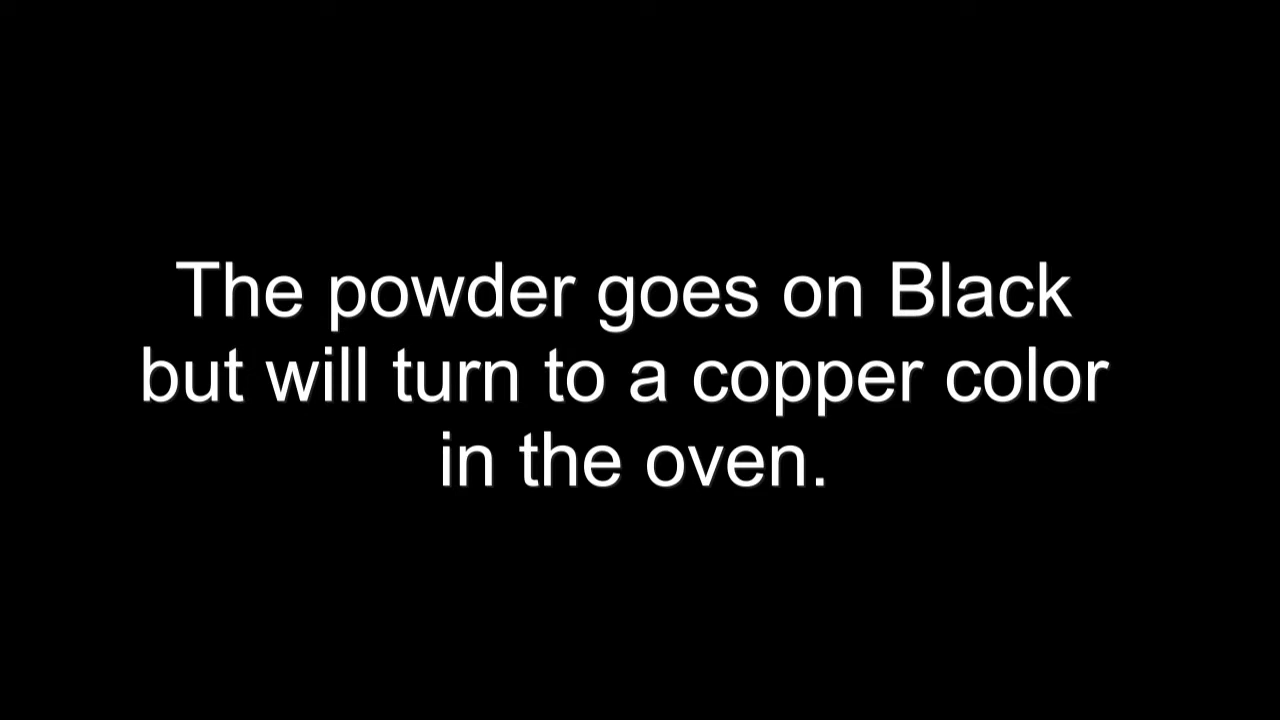 The powder goes on Black
but will turn to a copper color
in the oven.